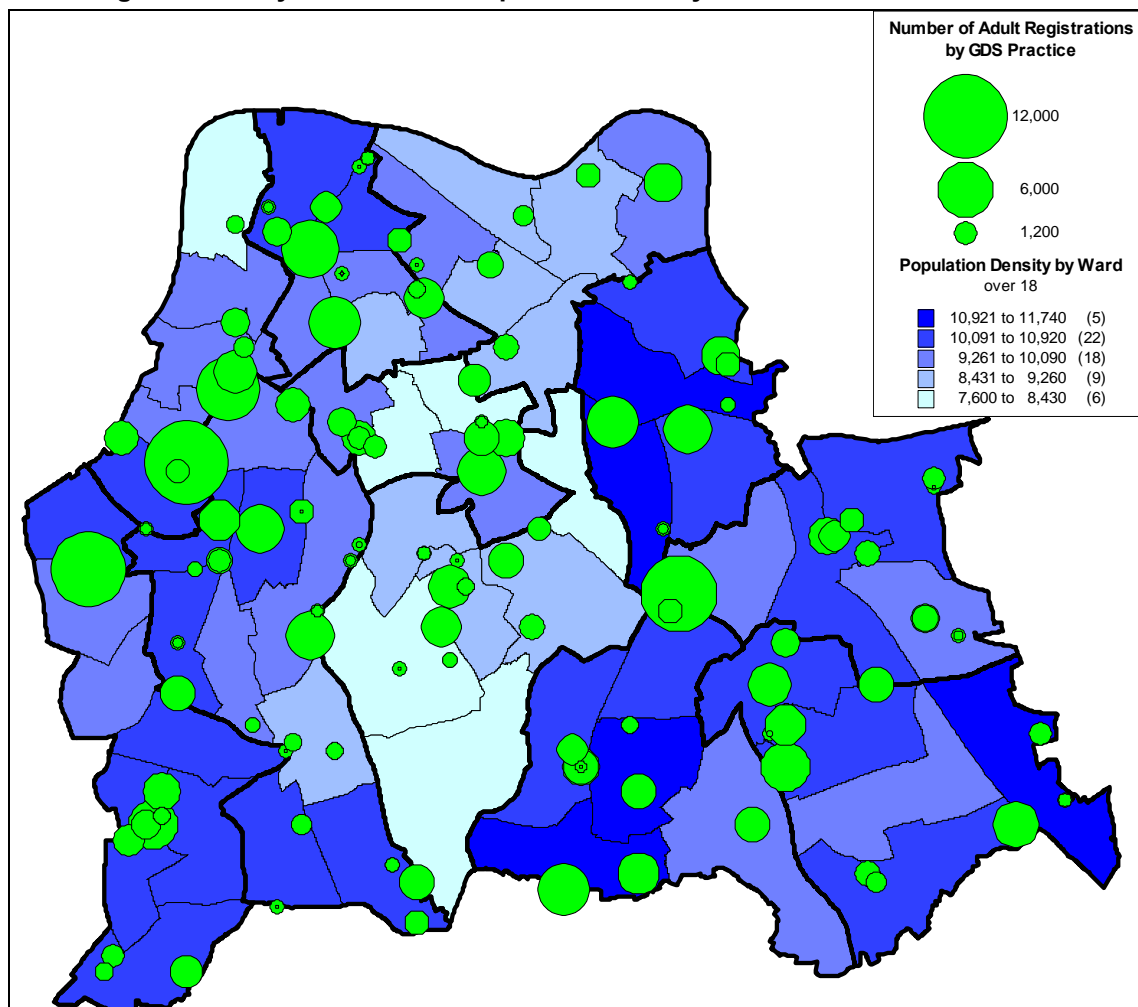 Number of Adult Registrations
by GDS Practice
12,000
6,000
1,200
Population Density by Ward
over 18
10,921 to 11,740 (5)
10,091 to 10,920 (22)
9,261 to 10,090 (18)
8,431 to 9,260 (9)
7,600 to 8,430 (6)